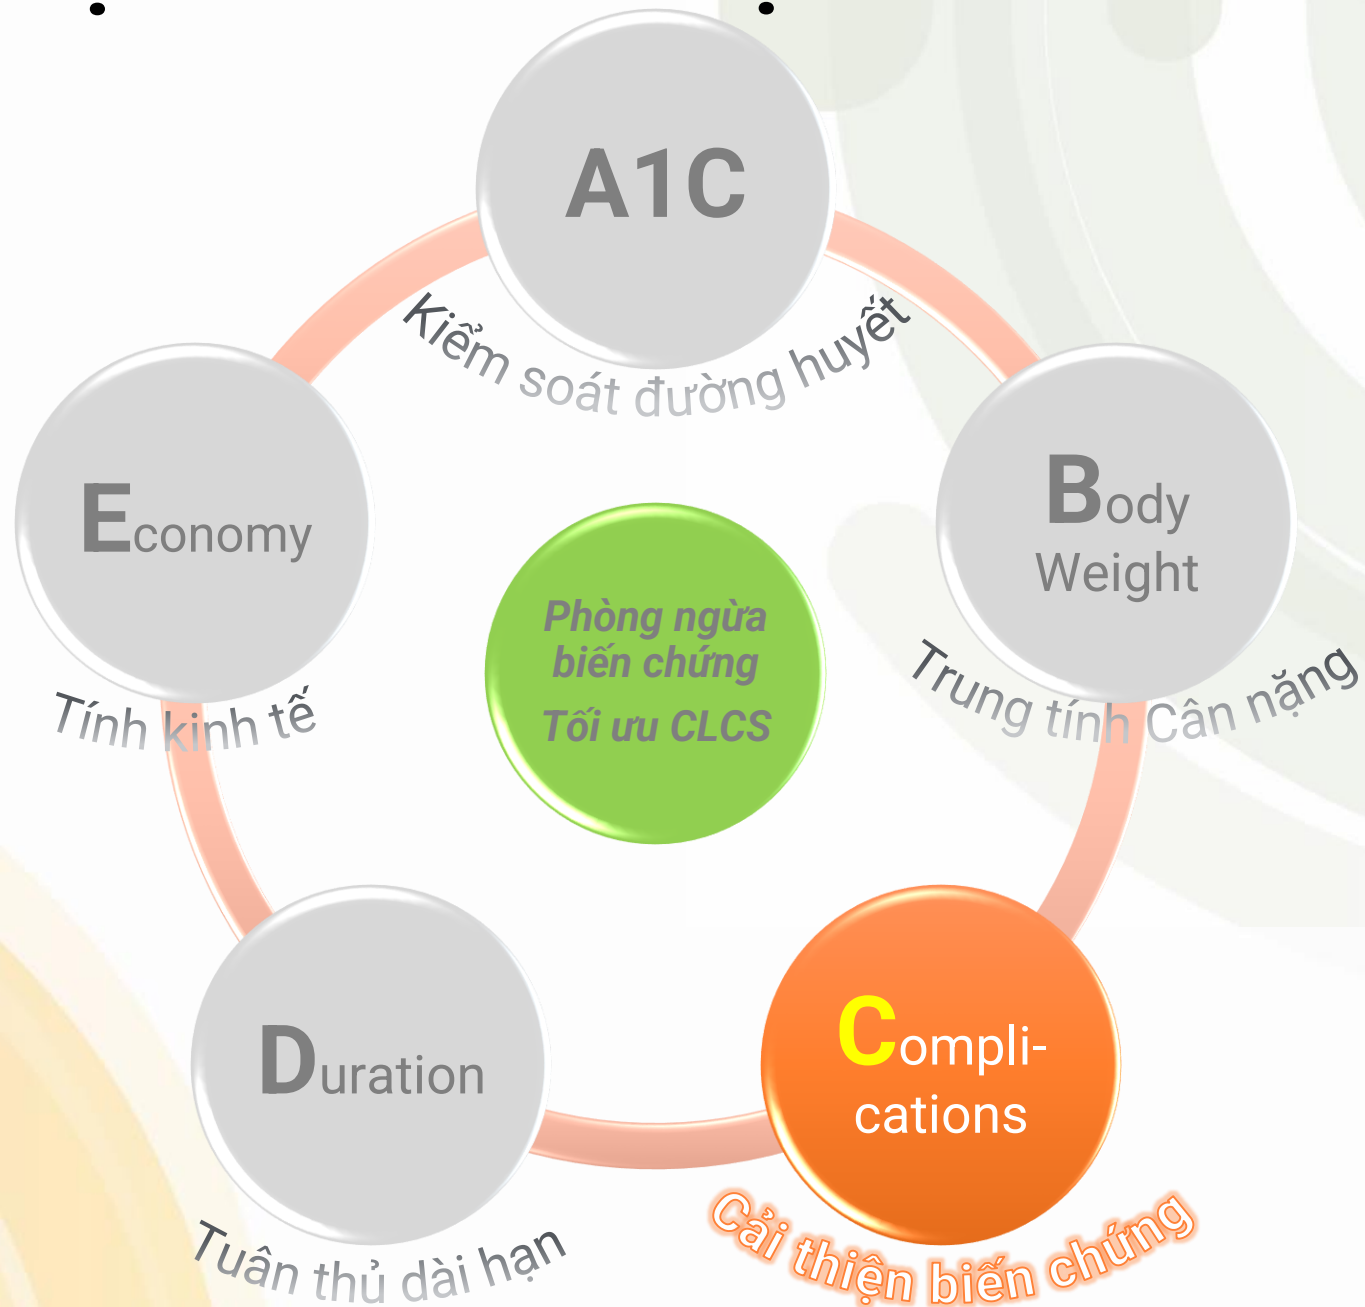 A1C
Kiểm soát đường huyết
Body
Weight
Trung tính Cân nặng
Compli-
cations
Cải thiện biến chứng
Duration
Tuân thủ dài hạn
Economy
Tính kinh tế
Phòng ngừa
biến chứng
Tối ưu CLCS